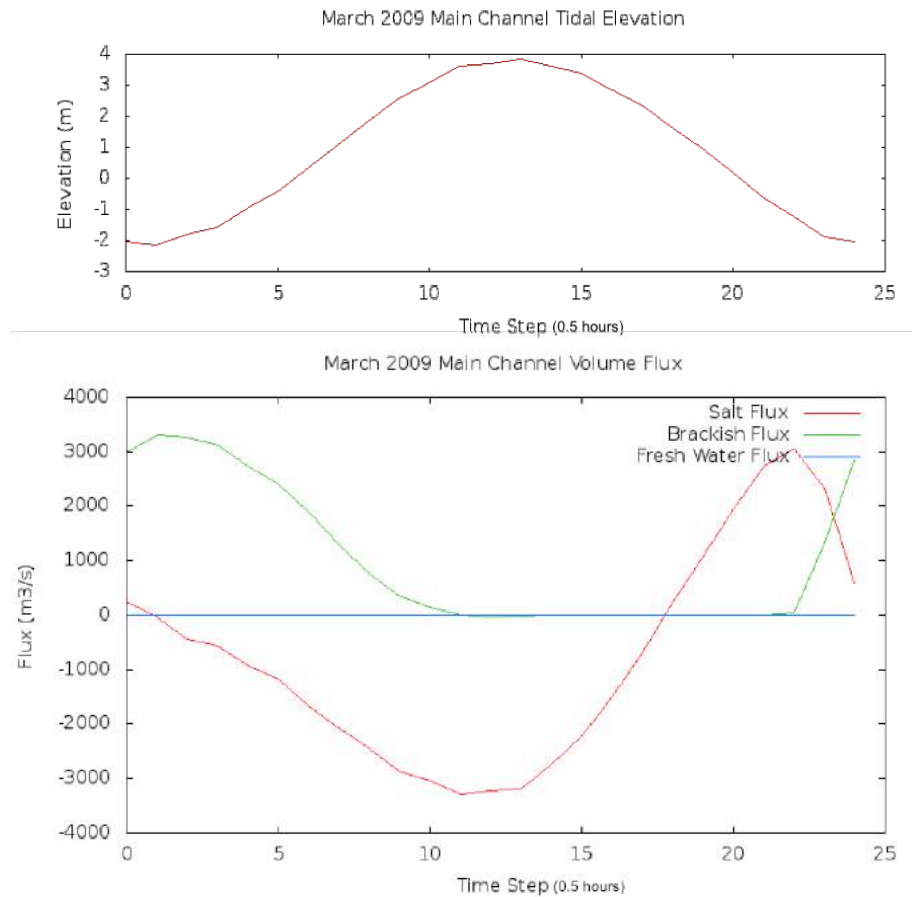 March 2009 Main Channel Tidal Elevation
4
3
2
1
0
-1
-2
-3
Elevation (m)
0 5 10 15 20 25
Time Step (0.5 hours)
March 2009 Main Channel Volume Flux
4000
3000
2000
1000
0
-1000
-2000
-3000
-4000
Flux (m3/s)
Salt Flux
Brackish Flux
Fresh Water Flux
0 5 10 15 20 25
Time Step (0.5 hours)